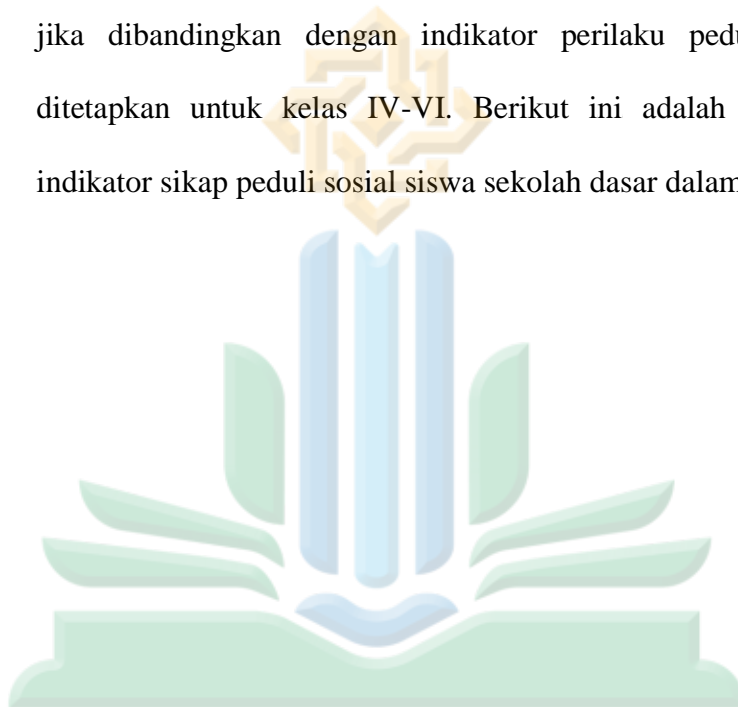 jika dibandingkan dengan indikator perilaku
ditetapkan untuk kelas IV-VI. Berikut ini adalah
indikator sikap peduli sosial siswa sekolah dasar dalam